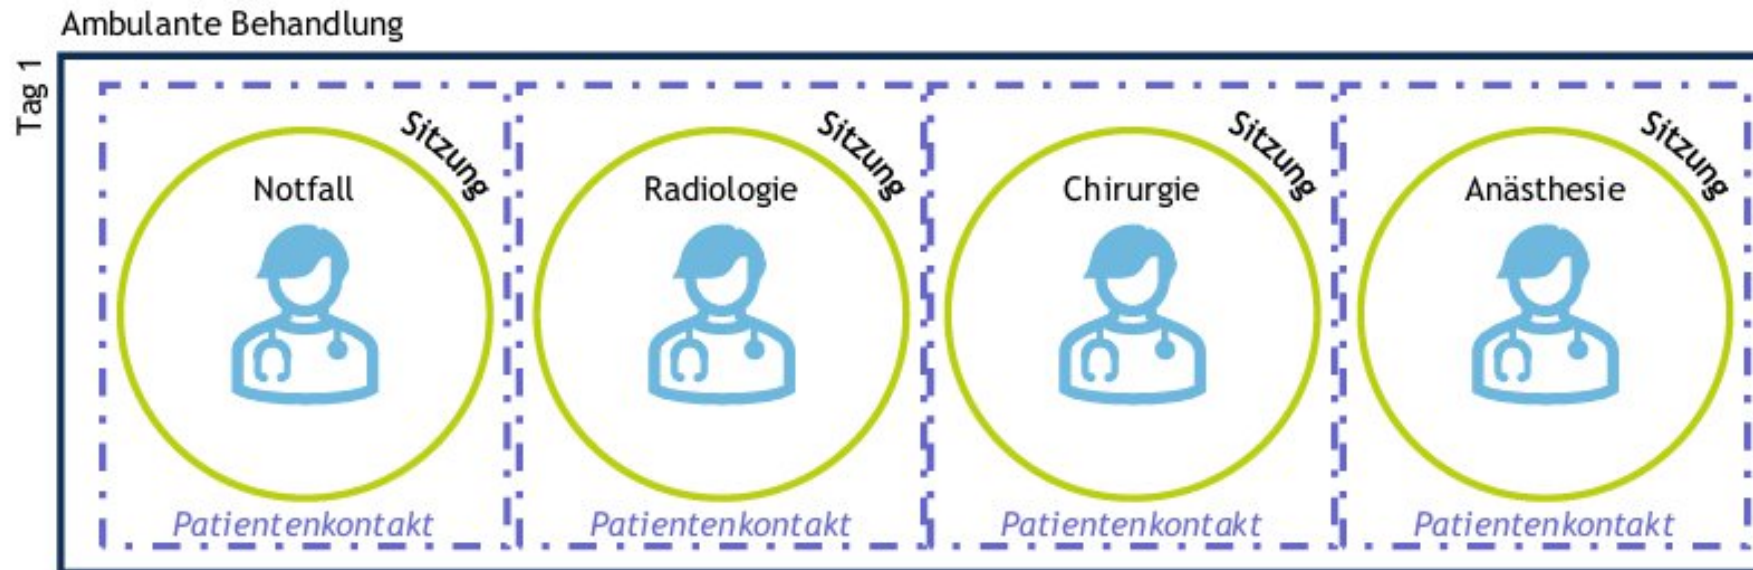 Ambulante Behandlung
Tag 1
Sitzung
Sitzung
Sitzung
Sitzung
Notfall
Radiologie
Chirurgie
Anästhesie
Patientenkontakt
Patientenkontakt
Patientenkontakt
Patientenkontakt